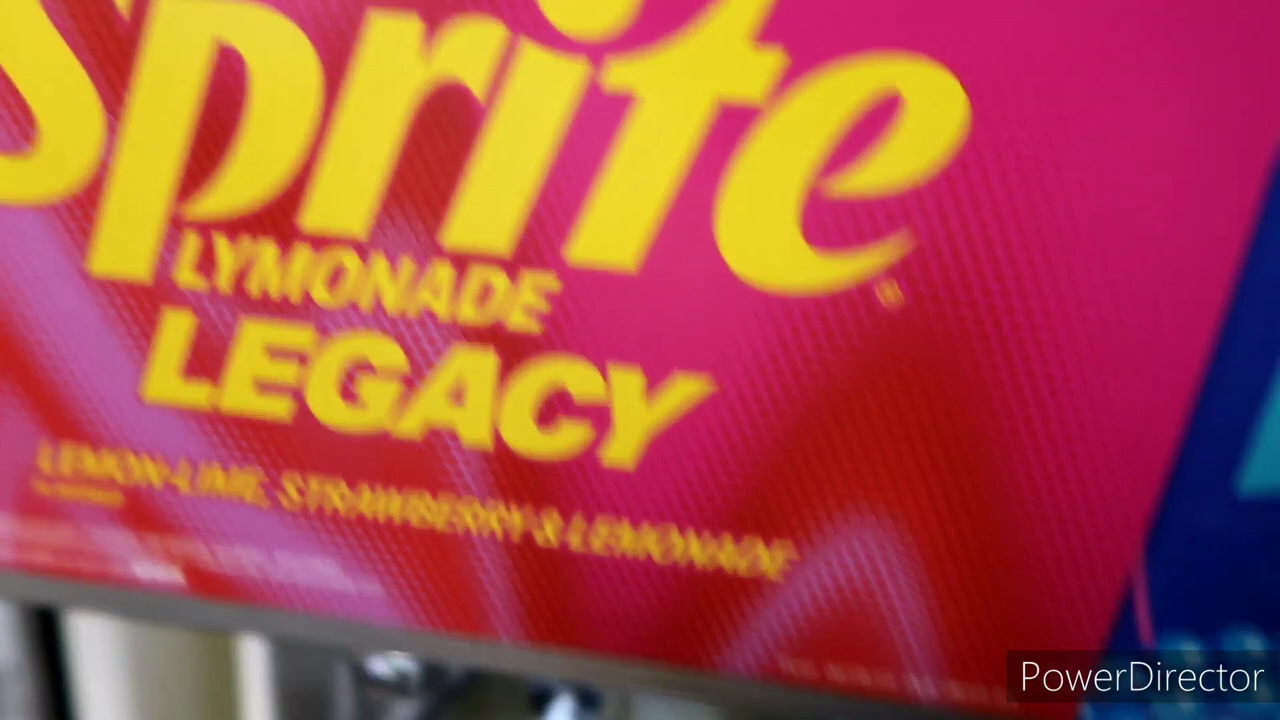 Sprite
LYMONADE
LEGACY
LEMON-LIME, STRAWBERRY & LEMONADE
PowerDirector